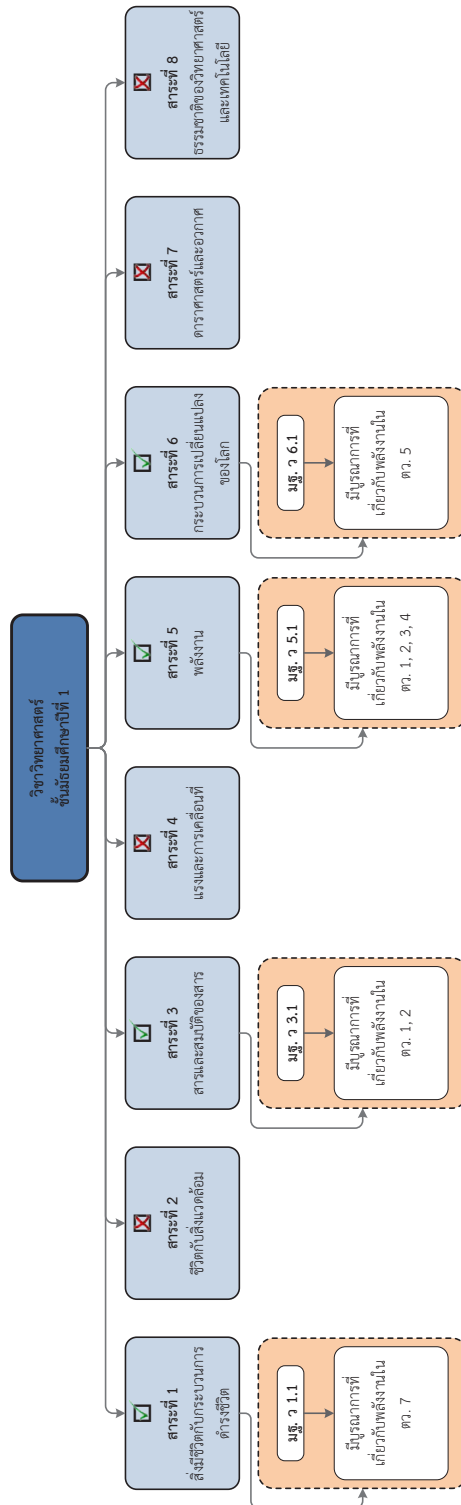 วิชาวิทยาศาสตร์
ชั้นมัธยมศึกษาปีที่ 1
สาระที่ 1
สิ่งมีชีวิตกับกระบวนการ
ดำรงชีวิต
มฐ. ว 1.1
มีบูรณาการที่
เกี่ยวกับพลังงานใน
ตว. 7
สาระที่ 2
ชีวิตกับสิ่งแวดล้อม
สาระที่ 3
สารและสมบัติของสาร
มฐ. ว 3.1
มีบูรณาการที่
เกี่ยวกับพลังงานใน
ตว. 1, 2
สาระที่ 4
แรงและการเคลื่อนที่
สาระที่ 5
พลังงาน
มฐ. ว 5.1
มีบูรณาการที่
เกี่ยวกับพลังงานใน
ตว. 1, 2, 3, 4
สาระที่ 6
กระบวนการเปลี่ยนแปลง
ของโลก
มฐ. ว 6.1
มีบูรณาการที่
เกี่ยวกับพลังงานใน
ตว. 5
สาระที่ 7
ดาราศาสตร์และอวกาศ
สาระที่ 8
ธรรมชาติของวิทยาศาสตร์
และเทคโนโลยี